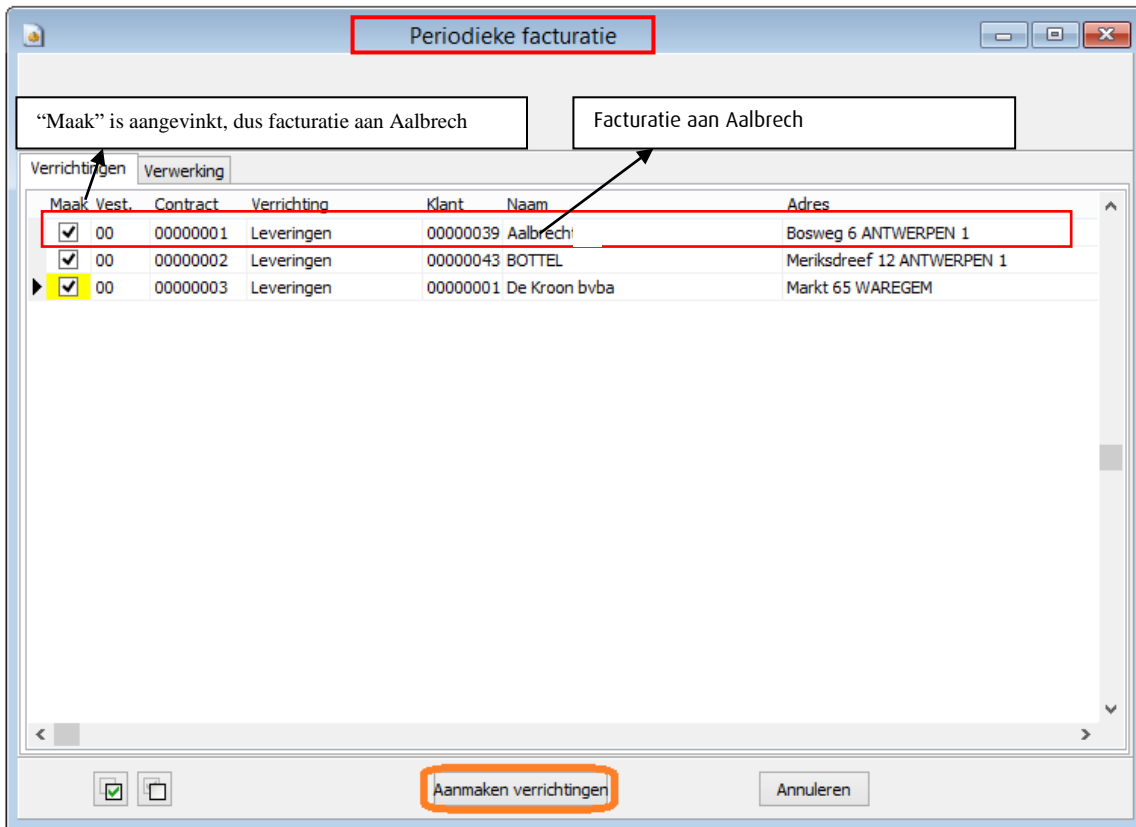 Periodieke facturatie
“Maak” is aangevinkt, dus facturatie aan Aalbrech
Facturatie aan Aalbrech
Verrichtingen Verwerking
Maak Vest. Contract Verrichting Klant Naam Adres
00 00000001 Leveringen 00000039 Aalbrecht Bosweg 6 ANTWERPEN 1
00 00000002 Leveringen 00000043 BOTTEL Meriksdreef 12 ANTWERPEN 1
00 00000003 Leveringen 00000001 De Kroon bvba Markt 65 WAREGEM
Aanmaken verrichtingen Annuleren